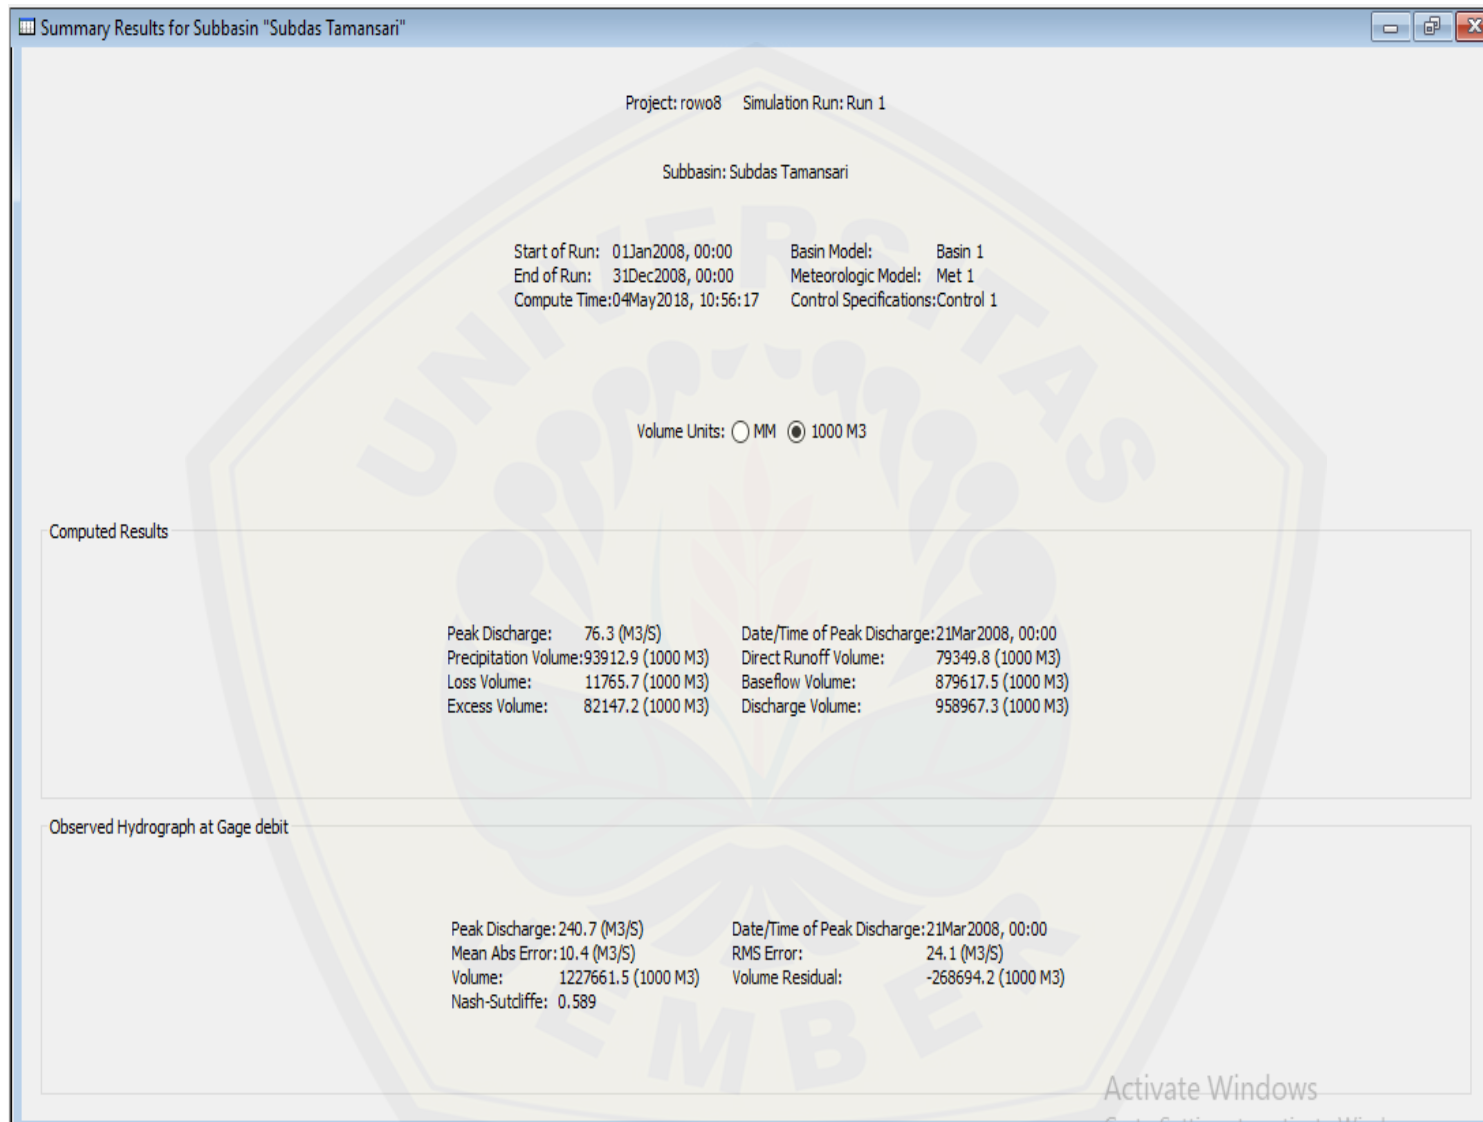 Summary Results for Subbasin "Subdas Tamansari"
Project: rowo8 Simulation Run: Run 1
Subbasin: Subdas Tamansari
Start of Run: 01Jan2008, 00:00 Basin Model: Basin 1
End of Run: 31Dec2008, 00:00 Meteorologic Model: Met 1
Compute Time:04May2018, 10:56:17 Control Specifications:Control 1
Volume Units: MM 1000 M3
Computed Results
Peak Discharge: 76.3 (M3/S) Date/Time of Peak Discharge:21Mar2008, 00:00
Precipitation Volume:93912.9 (1000 M3) Direct Runoff Volume: 79349.8 (1000 M3)
Loss Volume: 11765.7 (1000 M3) Baseflow Volume: 879617.5 (1000 M3)
Excess Volume: 82147.2 (1000 M3) Discharge Volume: 958967.3 (1000 M3)
Observed Hydrograph at Gage debit
Peak Discharge: 240.7 (M3/S) Date/Time of Peak Discharge:21Mar2008, 00:00
Mean Abs Error:10.4 (M3/S) RMS Error: 24.1 (M3/S)
Volume: 1227661.5 (1000 M3) Volume Residual: -268694.2 (1000 M3)
Nash-Sutcliffe: 0.589
UNIVERSITAS
EMBER
Activate Windows